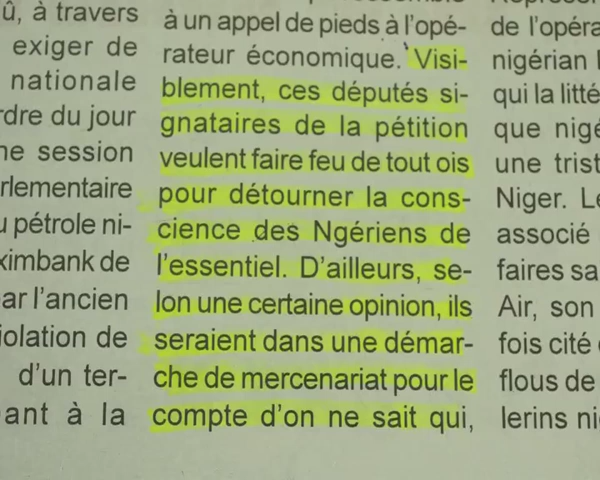 û, à travers
exiger de
nationale
rdre du jour
ne session
rlementaire
u pétrole ni-
ximbank de
ar l'ancien
iolation de
d'un ter-
ant à la
à un appel de pieds à l'opé-
rateur économique. Visi-
blement, ces députés si-
gnataires de la pétition
veulent faire feu de tout ois
pour détourner la cons-
cience des Ngériens de
l'essentiel. D'ailleurs, se-
lon une certaine opinion, ils
seraient dans une démar-
che de mercenariat pour le
compte d'on ne sait qui,
de l'opéra
nigérian
qui la litté
que nigé
une trist
Niger. Le
associé
faires sa
Air, son
fois cité
flous de
lerins ni